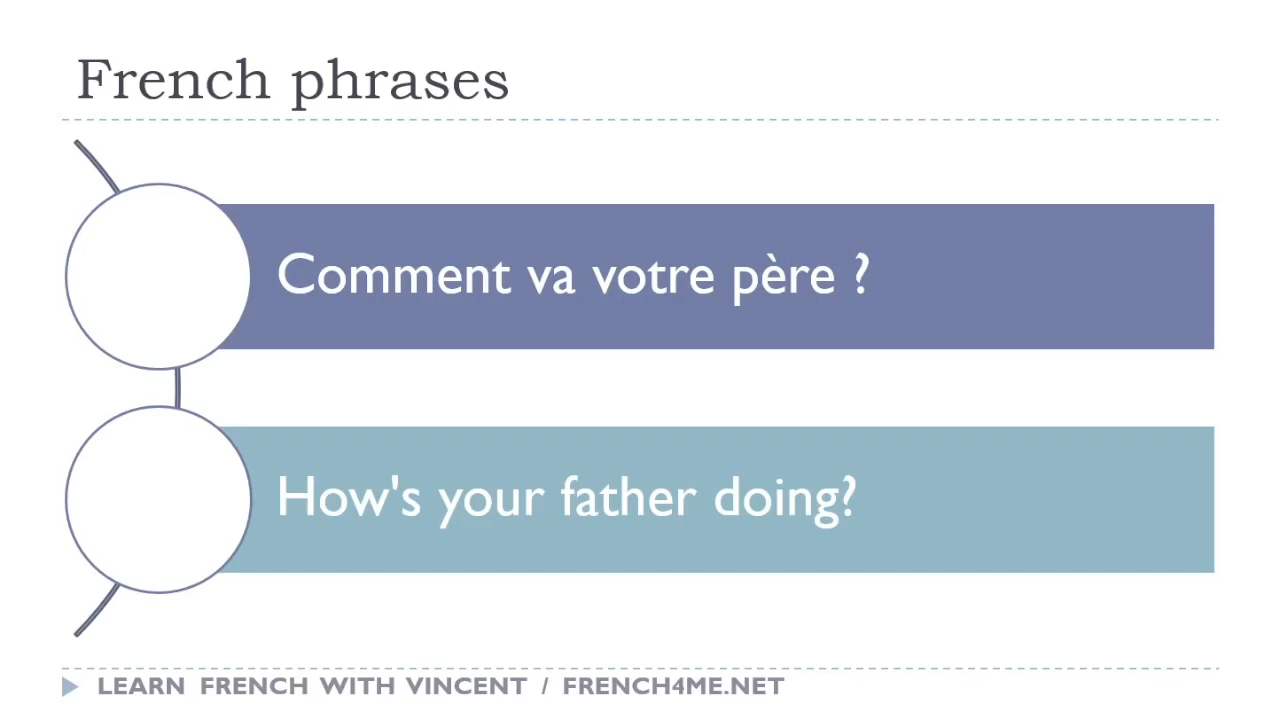 French phrases
Comment va votre père ?
How's your father doing?
LEARN FRENCH WITH VINCENT / FRENCH4ME.NET